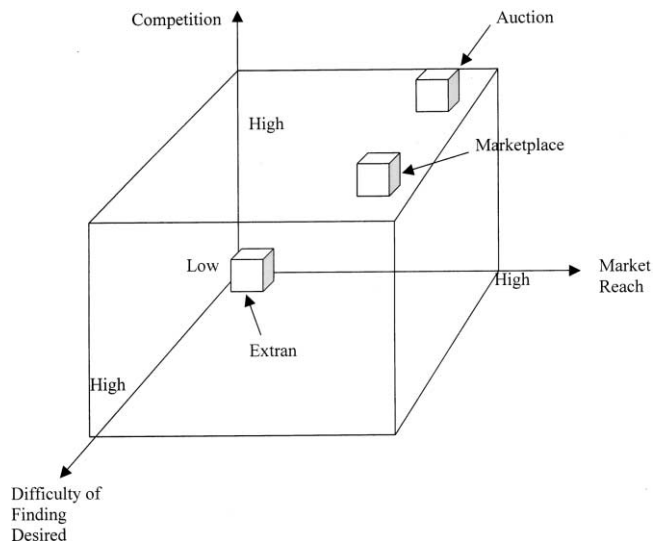 Competition
Auction
High
Marketplace
Low
High
Market
Reach
Extran
High
Difficulty of
Finding
Desired